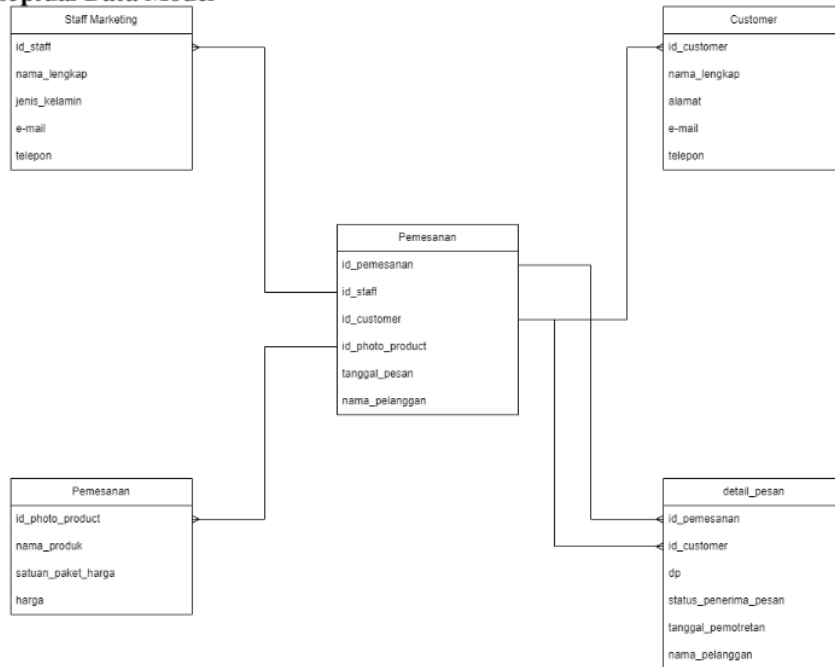 Staff Marketing
id_staff
nama_lengkap
jenis_kelamin
e-mail
telepon
Customer
id_customer
nama_lengkap
alamat
e-mail
telepon
Pemesanan
id_pemesanan
id_staff
id_customer
id_photo_product
tanggal_pesan
nama_pelanggan
Pemesanan
id_photo_product
nama_produk
satuan_paket_harga
harga
detail_pesan
id_pemesanan
id_customer
dp
status_penerima_pesan
tanggal_pemotretan
nama_pelanggan